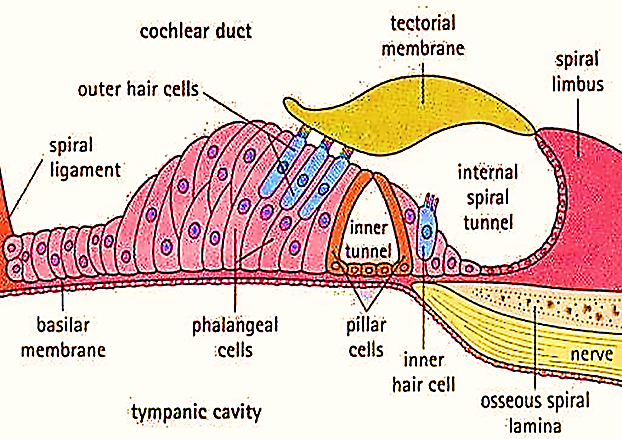 cochlear duct
tectorial
membrane
spiral
limbus
outer hair cells
spiral
ligament
internal
spiral
tunnel
inner
tunnel
basilar
membrane
phalangeal
cells
pillar
cells
inner
hair cell
nerve
osseous spiral
lamina
tympanic cavity